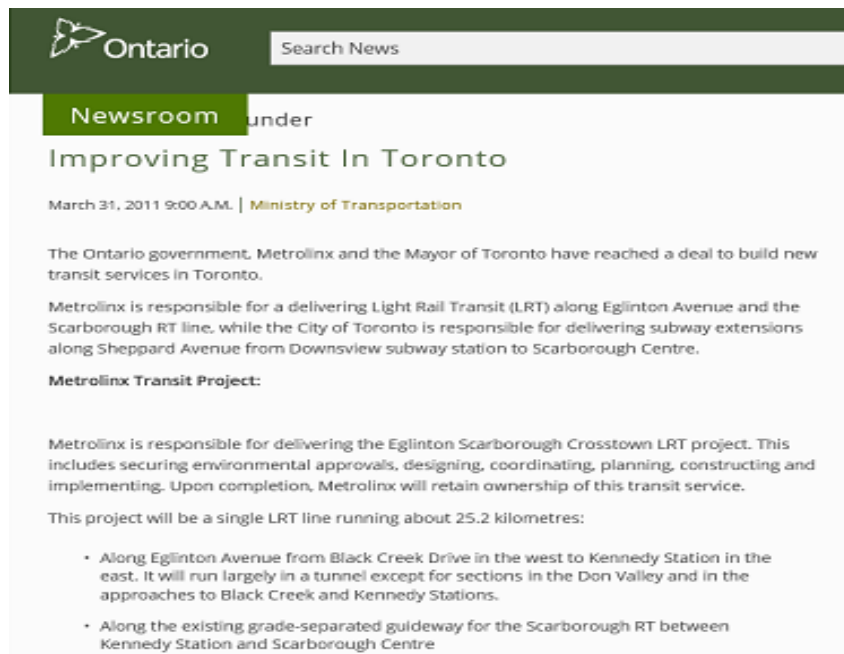 Ontario
Search News
Newsroom
under
Improving Transit In Toronto
March 31, 2011 9:00 A.M. | Ministry of Transportation
The Ontario government, Metrolinx and the Mayor of Toronto have reached a deal to build new
transit services in Toronto.
Metrolinx is responsible for a delivering Light Rail Transit (LRT) along Eglinton Avenue and the
Scarborough RT line, while the City of Toronto is responsible for delivering subway extensions
along Sheppard Avenue from Downsview subway station to Scarborough Centre.
Metrolinx Transit Project:
Metrolinx is responsible for delivering the Eglinton Scarborough Crosstown LRT project. This
includes securing environmental approvals, designing, coordinating, planning, constructing and
implementing. Upon completion, Metrolinx will retain ownership of this transit service.
This project will be a single LRT line running about 25.2 kilometres:
• Along Eglinton Avenue from Black Creek Drive in the west to Kennedy Station in the
east. It will run largely in a tunnel except for sections in the Don Valley and in the
approaches to Black Creek and Kennedy Stations.
• Along the existing grade-separated guideway for the Scarborough RT between
Kennedy Station and Scarborough Centre